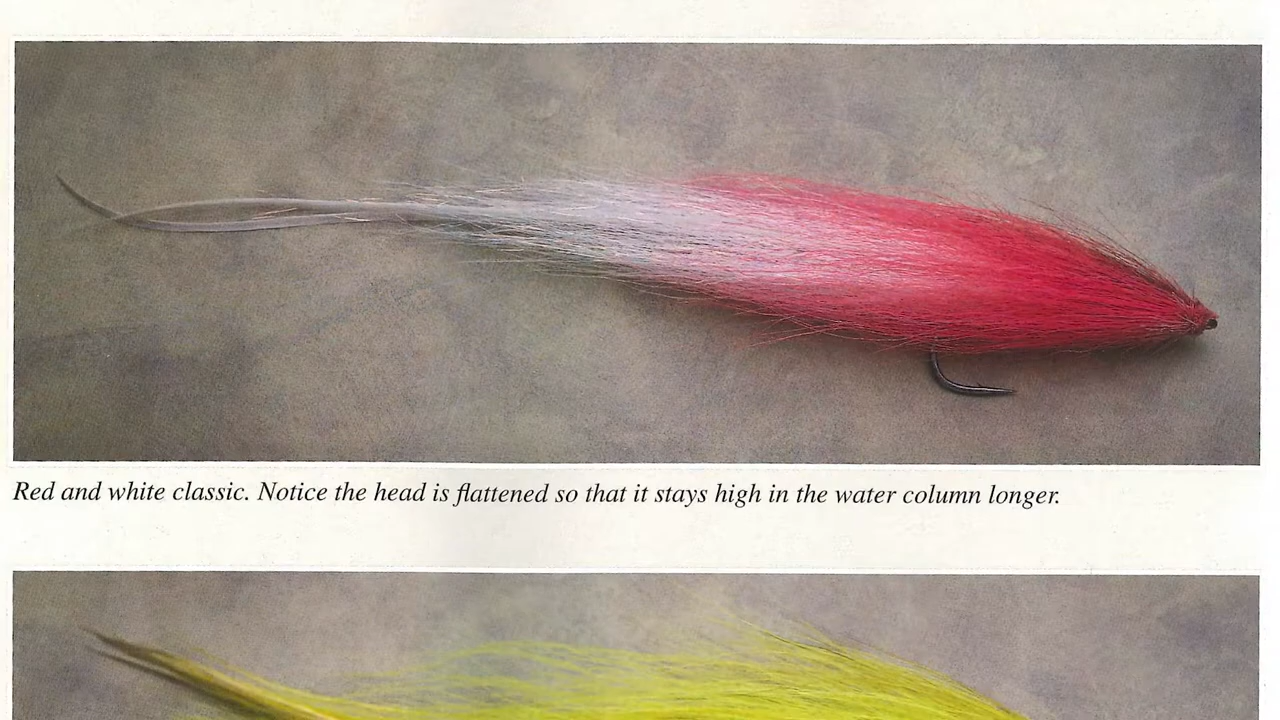 Red and white classic. Notice the head is flattened so that it stays high in the water column longer.